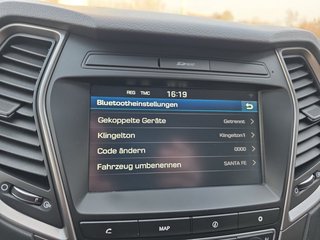 REG TMC 16:19
Bluetootheinstellungen
Gekoppelte Geräte Getrennt
Klingelton Klingelton1
Code ändern 0000
Fahrzeug umbenennen SANTA FE
MAP